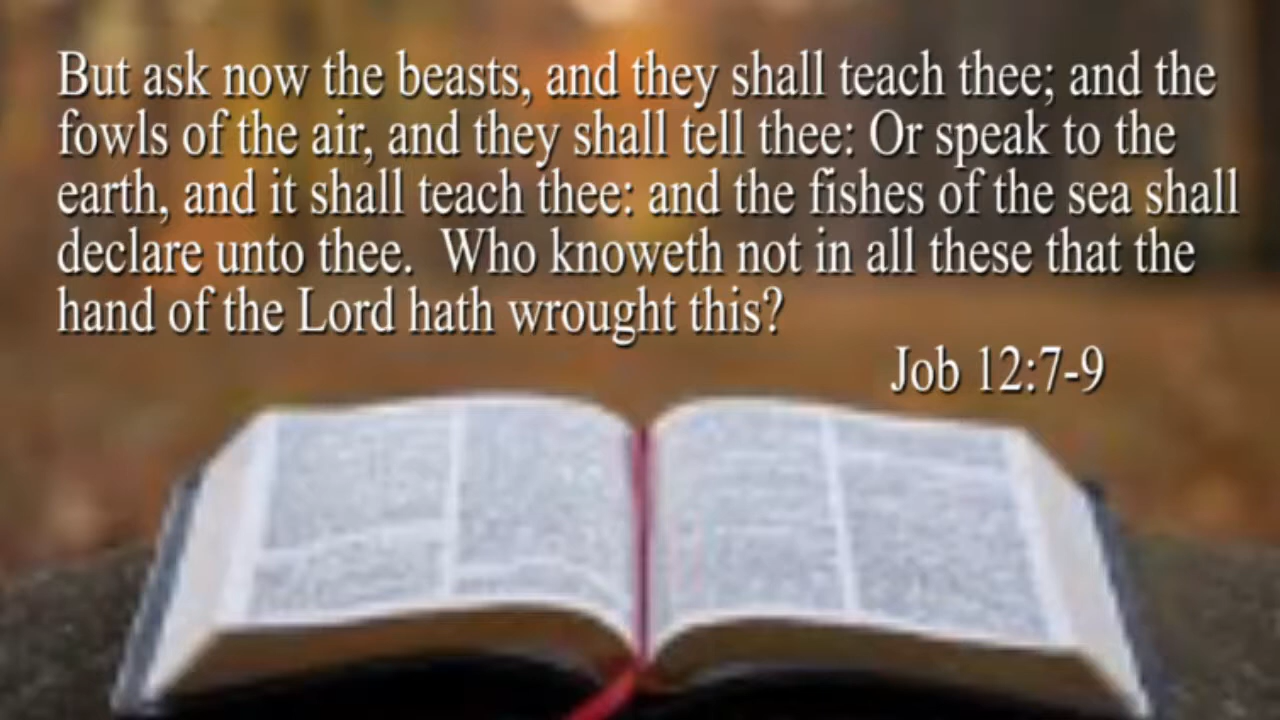 But ask now the beasts, and they shall teach thee; and the
fowls of the air, and they shall tell thee: Or speak to the
earth, and it shall teach thee: and the fishes of the sea shall
declare unto thee.  Who knoweth not in all these that the
hand of the Lord hath wrought this?
Job 12:7-9